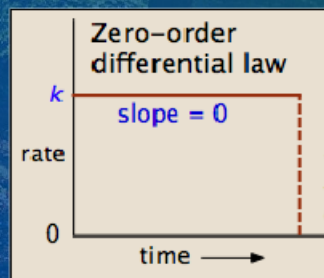 Zero-order
differential law
k
slope = 0
rate
0
time